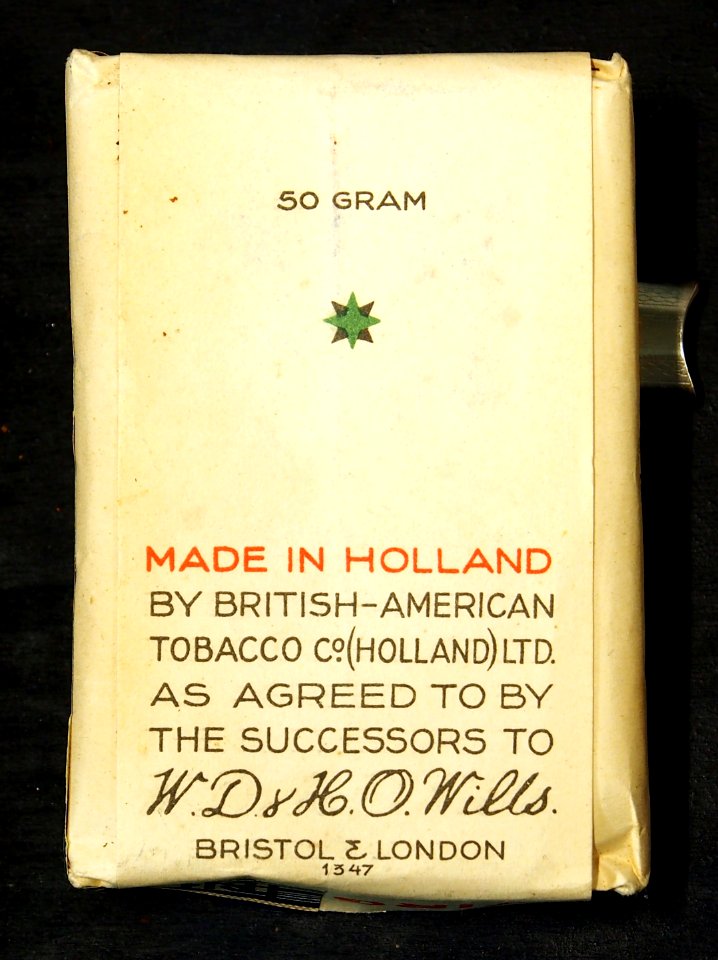 50 GRAM
MADE IN HOLLAND
BY BRITISH-AMERICAN
TOBACCO Cº (HOLLAND) LTD.
AS AGREED TO BY
THE SUCCESSORS TO
W.D & H.O. Wills.
BRISTOL & LONDON
1347